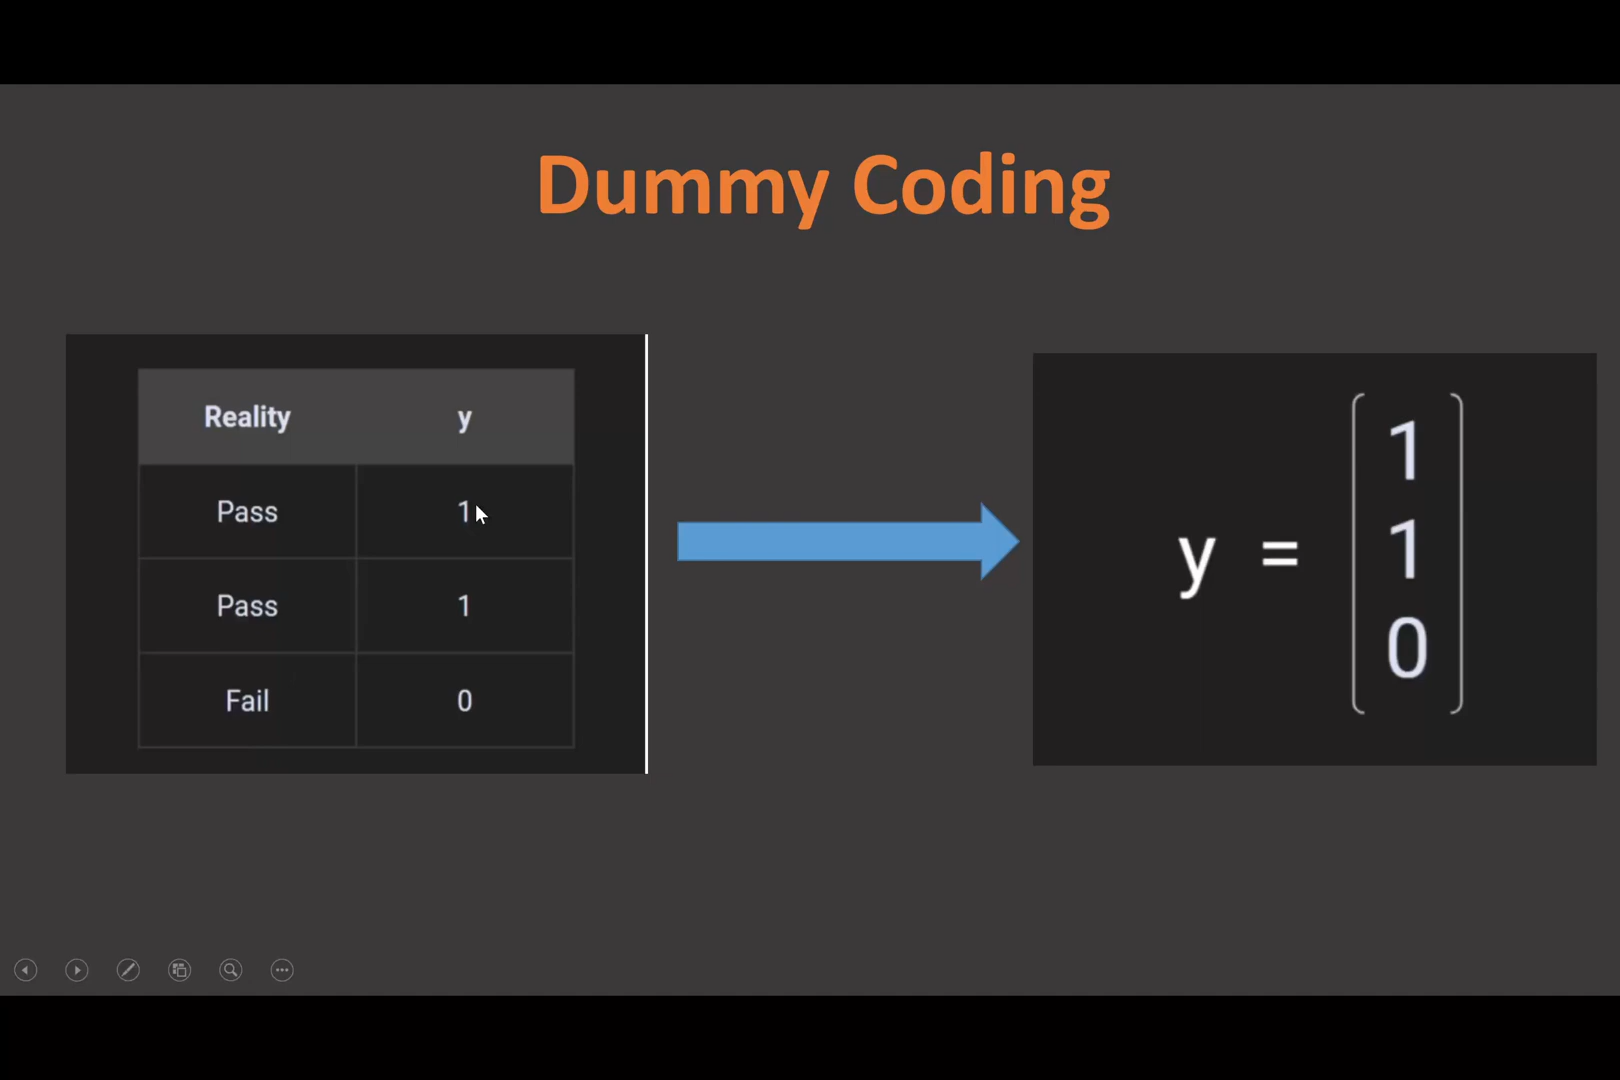 Dummy Coding
Reality y
Pass 1
Pass 1
Fail 0
y = 
1
1
0